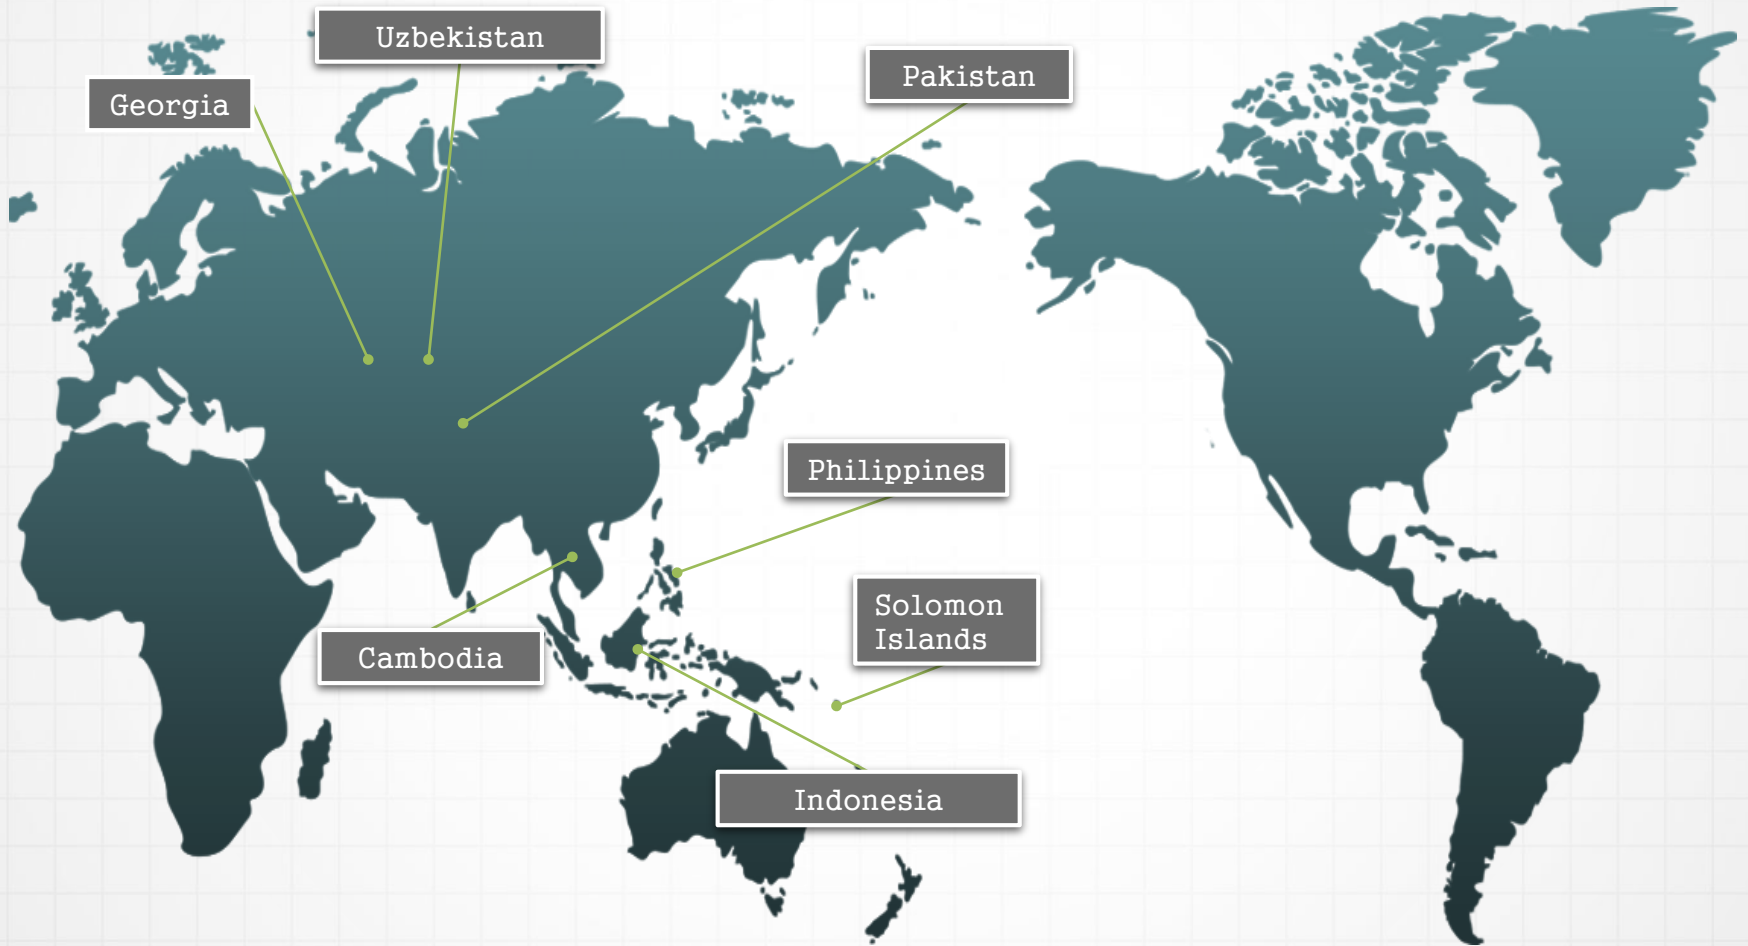 Uzbekistan
Pakistan
Georgia
Philippines
Solomon
Islands
Cambodia
Indonesia